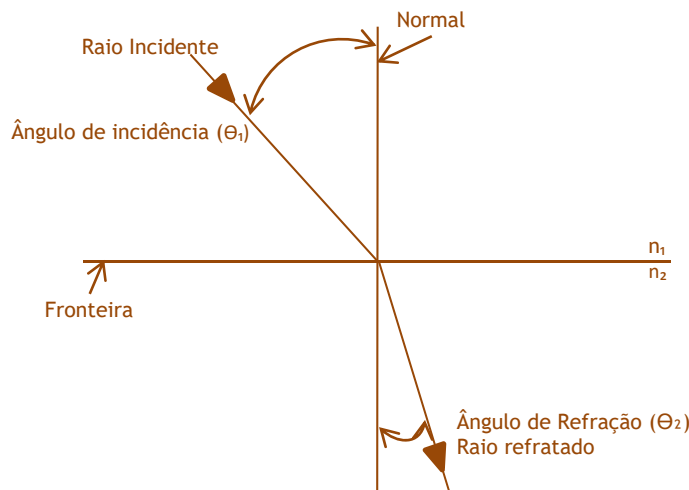 Normal
Raio Incidente
Ângulo de incidência (Θ₁)
n₁
n₂
Fronteira
Ângulo de Refração (Θ₂)
Raio refratado